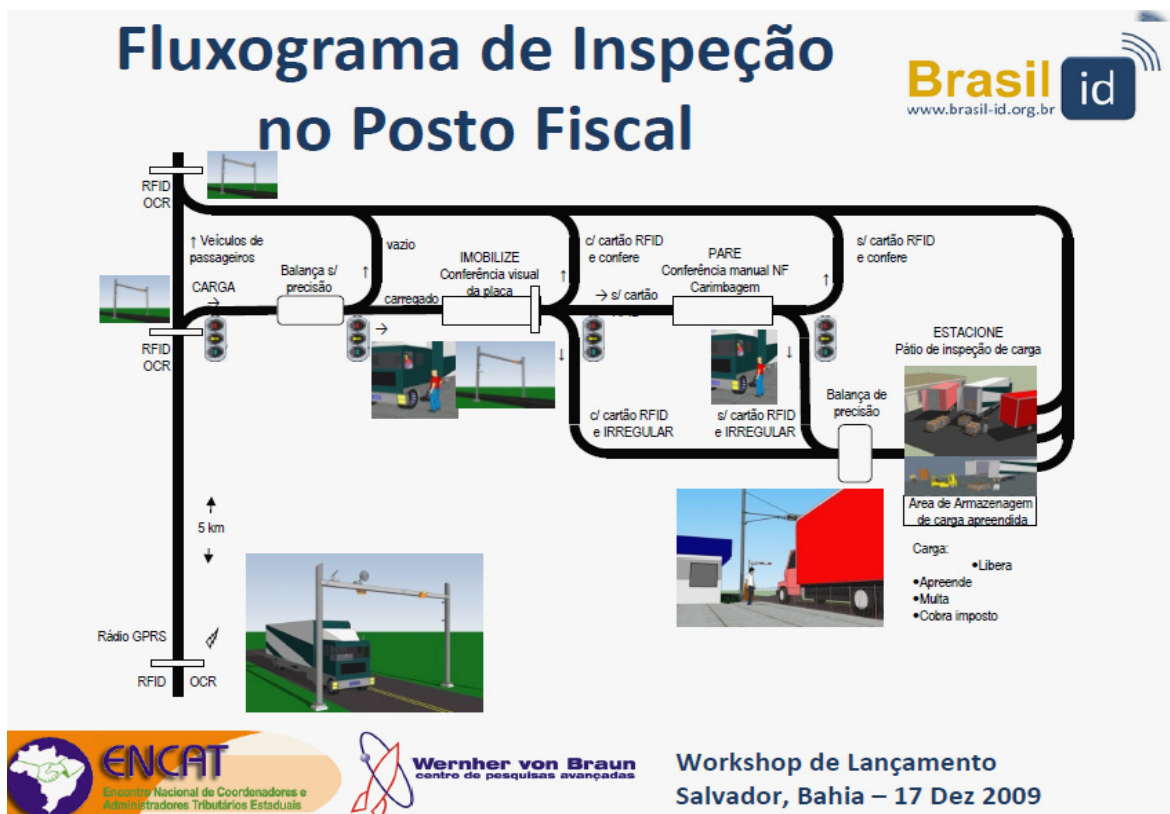 Fluxograma de Inspeção
no Posto Fiscal
Brasil id
www.brasil-id.org.br
RFID
OCR
↑ Veículos de
passageiros
CARGA
→
RFID
OCR
Balança s/
precisão
vazio
↑
carregado
→
IMOBILIZE
Conferência visual
da placa
c/ cartão RFID
e confere
↑
→ s/ cartão
↓
PARE
Conferência manual NF
Carimbagem
s/ cartão RFID
e confere
↑
↓
c/ cartão RFID
e IRREGULAR
s/ cartão RFID
e IRREGULAR
Balança de
precisão
ESTACIONE
Pátio de inspeção de carga
Area de Armazenagem
de carga apreendida
Carga:
•Libera
•Apreende
•Multa
•Cobra imposto
5 km
Rádio GPRS
RFID OCR
ENCAT
Encontro Nacional de Coordenadores e
Administradores Tributários Estaduais
Wernher von Braun
centro de pesquisas avançadas
Workshop de Lançamento
Salvador, Bahia – 17 Dez 2009